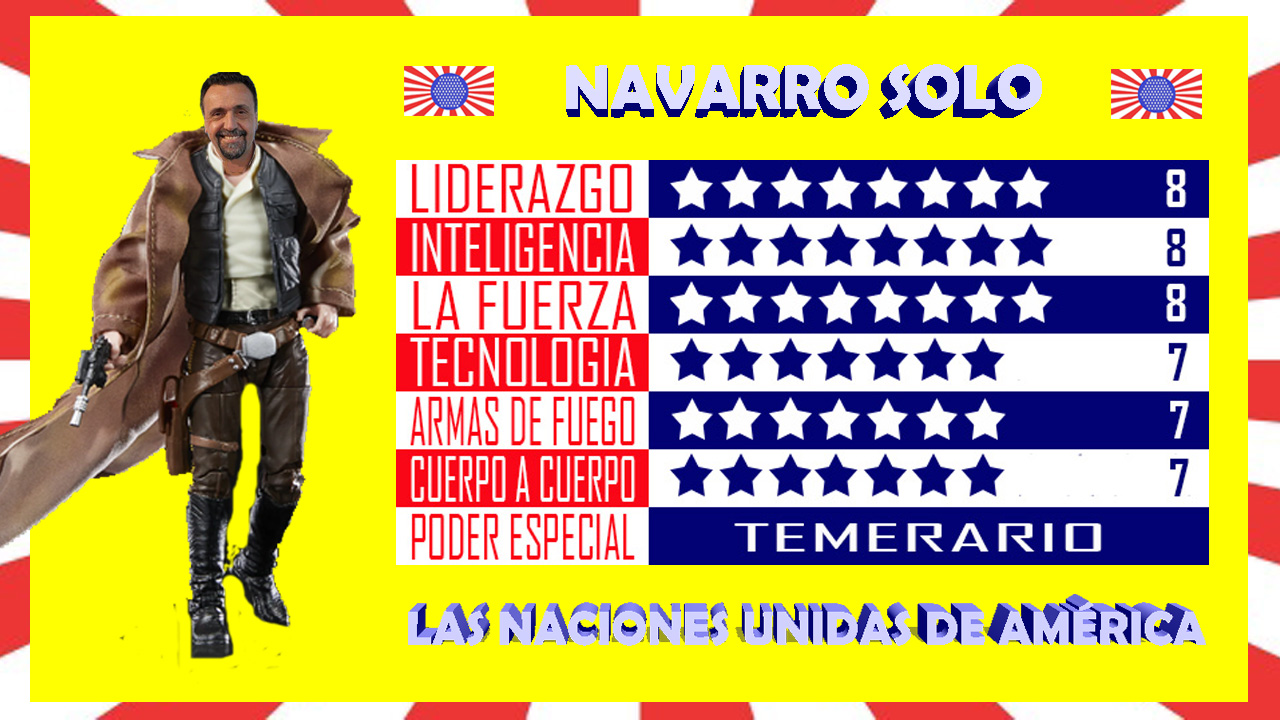 NAVARRO SOLO
LIDERAZGO 8
INTELIGENCIA 8
LA FUERZA 8
TECNOLOGIA 7
ARMAS DE FUEGO 7
CUERPO A CUERPO 7
PODER ESPECIAL TEMERARIO
LAS NACIONES UNIDAS DE AMÉRICA